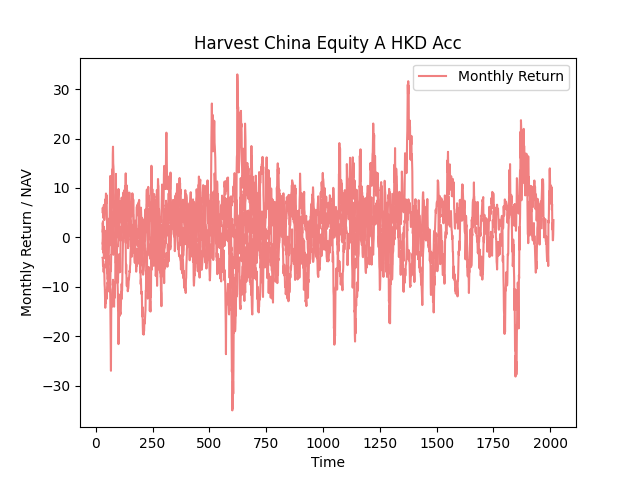 Harvest China Equity A HKD Acc
Monthly Return
Monthly Return / NAV
30
20
10
0
−10
−20
−30
0 250 500 750 1000 1250 1500 1750 2000
Time